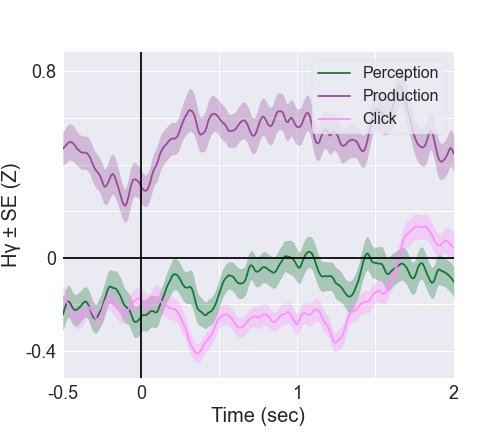 Perception
Production
Click
Hγ ± SE (Z)
0.8
0
-0.4
-0.5
0
1
2
Time (sec)